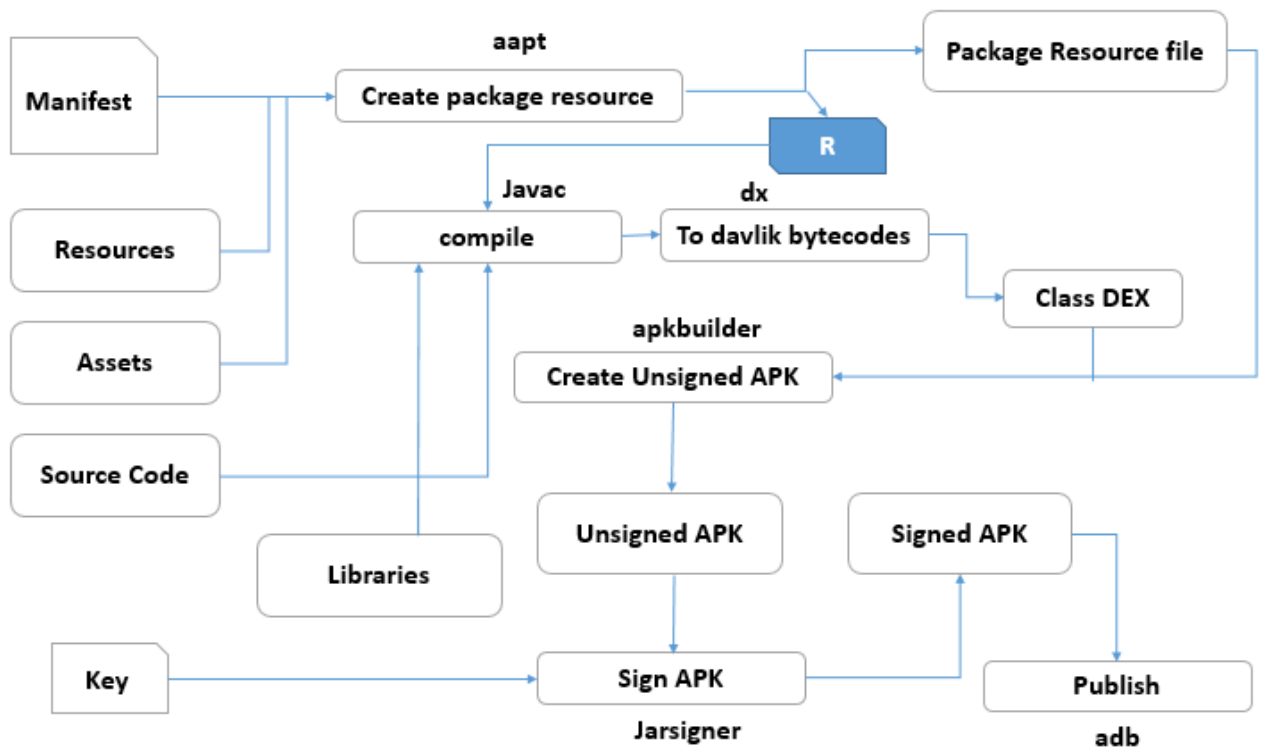 aapt
Package Resource file
Manifest
Create package resource
R
Javac
dx
Resources
compile
To davlik bytecodes
Class DEX
apkbuilder
Assets
Create Unsigned APK
Source Code
Unsigned APK
Signed APK
Libraries
Key
Sign APK
Publish
Jarsigner
adb